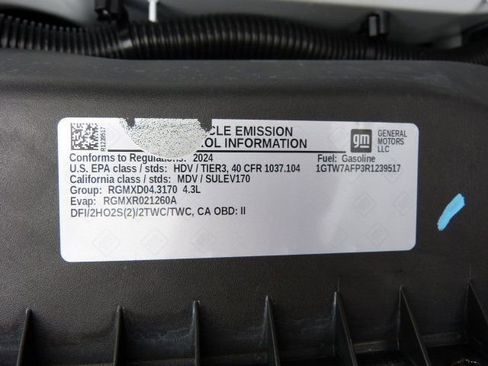 R1239517
CLE EMISSION
OL INFORMATION
gm
GENERAL
MOTORS
LLC
Conforms to Regulations: 2024
Fuel: Gasoline
U.S. EPA class / stds: HDV / TIER3, 40 CFR 1037.104
1GTW7AFP3R1239517
California class / stds: MDV / SULEV170
Group: RGMXD04.3170 4.3L
Evap: RGMXR021260A
DFI/2HO2S(2)/2TWC/TWC, CA OBD: II